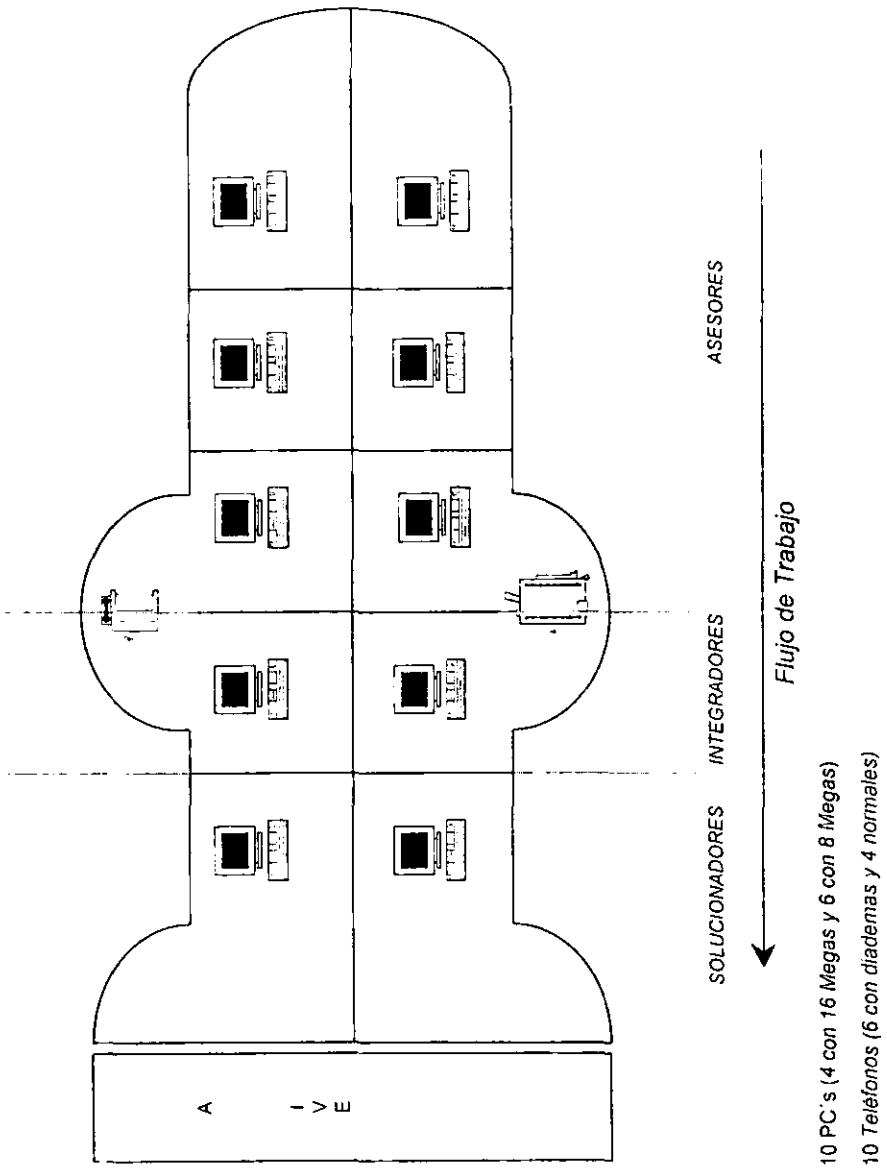 A
I V E
SOLUCIONADORES
INTEGRADORES
ASESORES
Flujo de Trabajo
10 PC's (4 con 16 Megas y 6 con 8 Megas)
10 Teléfonos (6 con diademas y 4 normales)